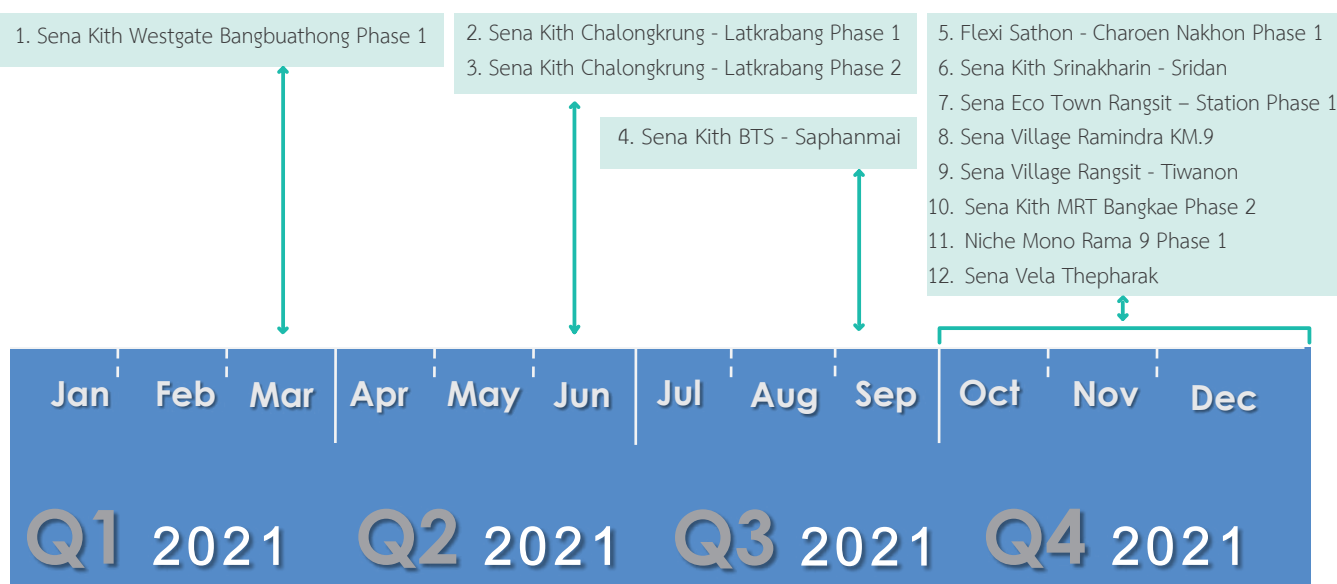 1. Sena Kith Westgate Bangbuathong Phase 1
2. Sena Kith Chalongkrung - Latkrabang Phase 1
3. Sena Kith Chalongkrung - Latkrabang Phase 2
4. Sena Kith BTS - Saphanmai
5. Flexi Sathon - Charoen Nakhon Phase 1
6. Sena Kith Srinakharin - Sridan
7. Sena Eco Town Rangsit – Station Phase 1
8. Sena Village Ramindra KM.9
9. Sena Village Rangsit - Tiwanon
10. Sena Kith MRT Bangkae Phase 2
11. Niche Mono Rama 9 Phase 1
12. Sena Vela Thepharak
Jan Feb Mar Apr May Jun Jul Aug Sep Oct Nov Dec
Q1 2021 Q2 2021 Q3 2021 Q4 2021